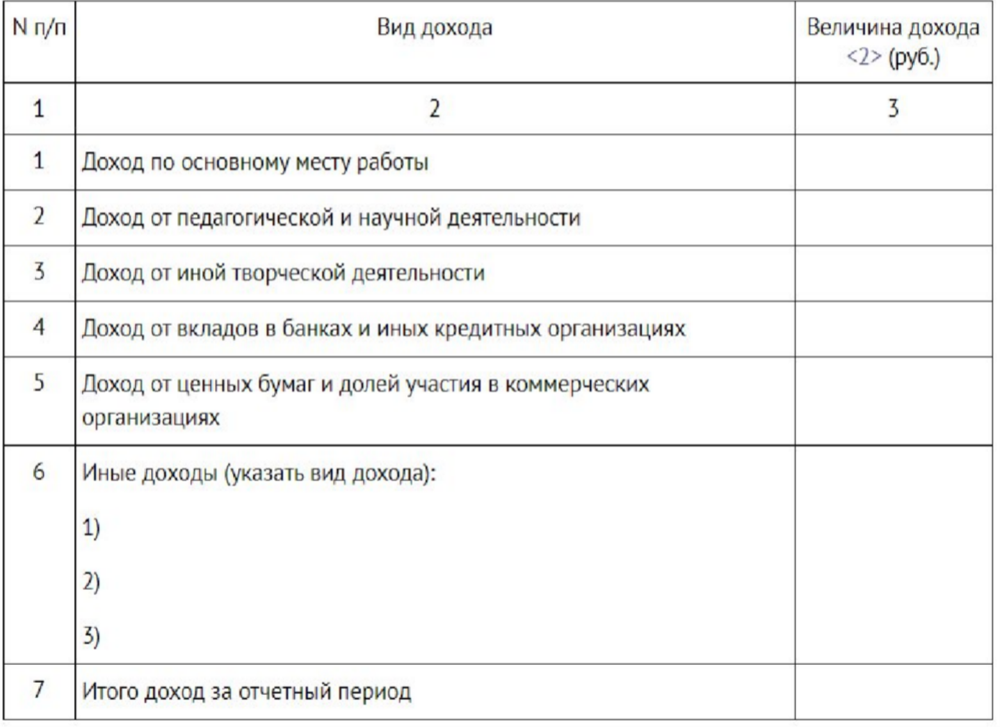 N п/п
Вид дохода
Величина дохода
<2> (руб.)
1
2
3
1
Доход по основному месту работы
2
Доход от педагогической и научной деятельности
3
Доход от иной творческой деятельности
4
Доход от вкладов в банках и иных кредитных организациях
5
Доход от ценных бумаг и долей участия в коммерческих
организациях
6
Иные доходы (указать вид дохода):
1)
2)
3)
7
Итого доход за отчетный период